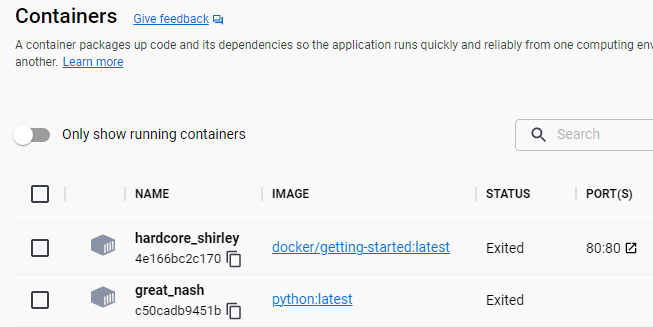 Containers Give feedback
A container packages up code and its dependencies so the application runs quickly and reliably from one computing
another. Learn more
Only show running containers
Search
NAME IMAGE STATUS PORT(S)
hardcore_shirley
4e166bc2c170 docker/getting-started:latest Exited 80:80
great_nash
c50cadb9451b python:latest Exited